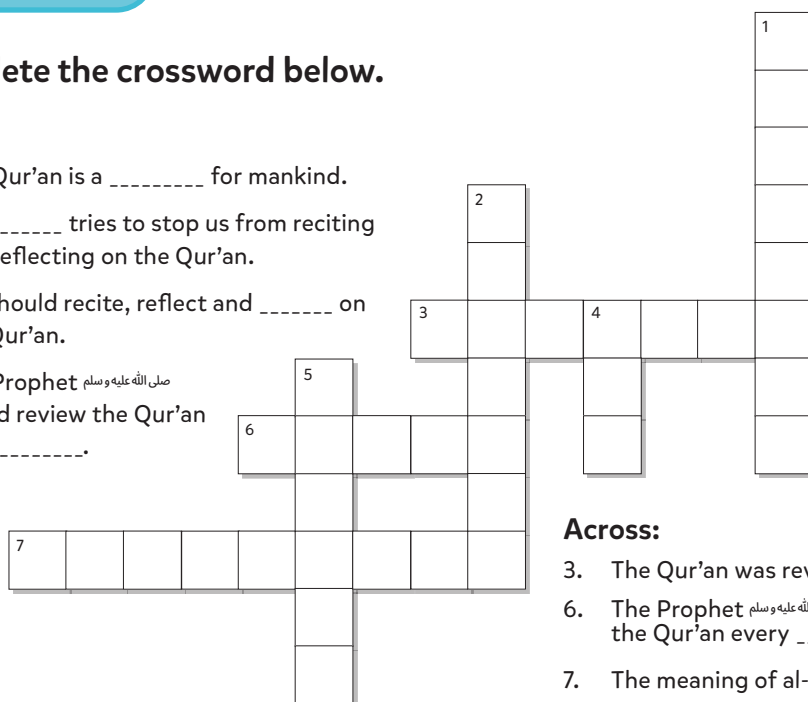 ete the crossword below.
Qur’an is a _________ for mankind.
______ tries to stop us from reciting
eflecting on the Qur’an.
hould recite, reflect and _______ on
ur’an.
Prophet صلى الله عليه وسلم
d review the Qur’an
________.
1
2
3
4
5
6
7
Across:
3. The Qur’an was rev
6. The Prophet صلى الله عليه وسلم
the Qur’an every _
7. The meaning of al-